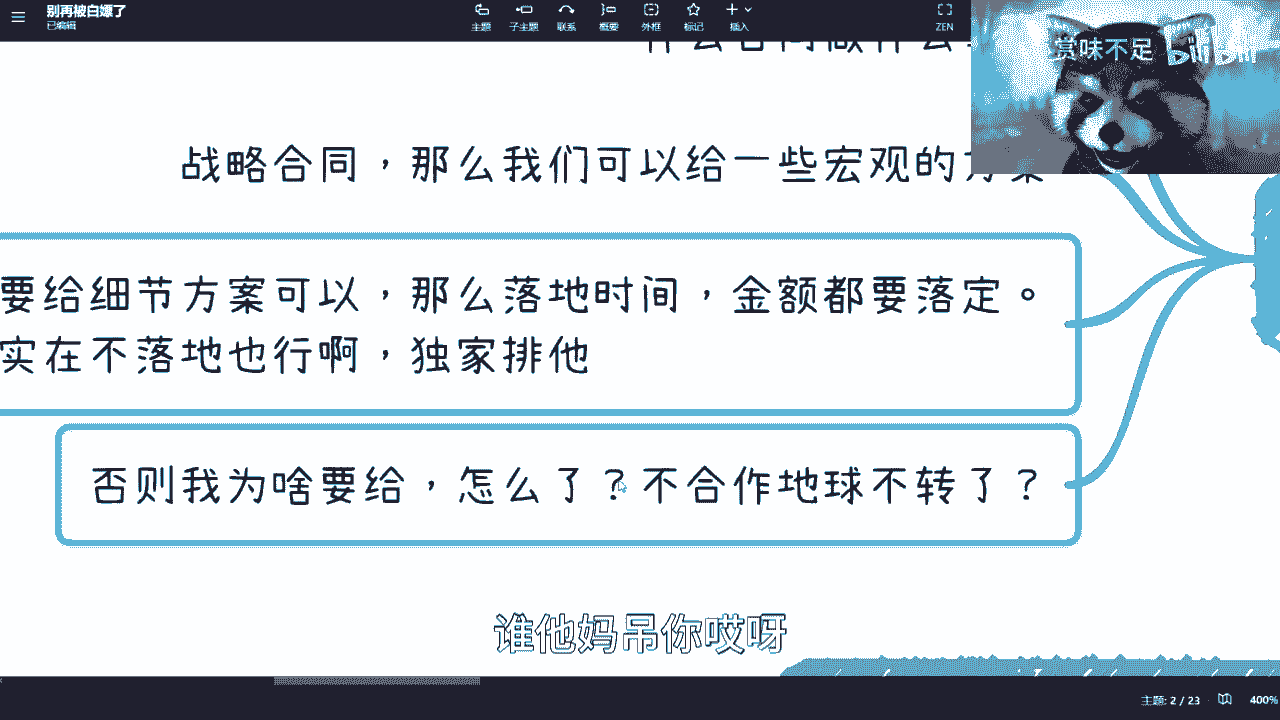 别再被白嫖了
已编辑
主题
子主题
联系
概要
外框
标记
插入
ZEN
赏味不足
bilibili
什么合同做什么
战略合同，那么我们可以给一些宏观的方案
要给细节方案可以，那么落地时间，金额都要落定。
实在不落地也行啊，独家排他
否则我为啥要给，怎么了？不合作地球不转了？
谁他妈吊你哎呀
主题: 2 / 23
400%